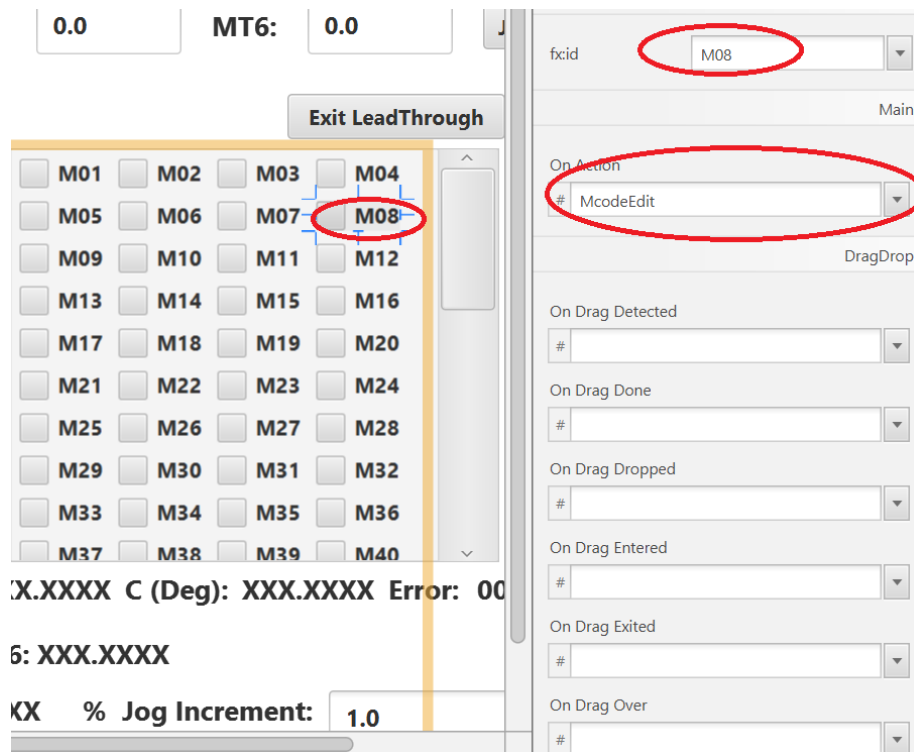 0.0 MT6: 0.0 J
Exit LeadThrough
M01 M02 M03 M04
M05 M06 M07 M08
M09 M10 M11 M12
M13 M14 M15 M16
M17 M18 M19 M20
M21 M22 M23 M24
M25 M26 M27 M28
M29 M30 M31 M32
M33 M34 M35 M36
M37 M38 M39 M40
X.XXXX C (Deg): XXX.XXXX Error: 00
6: XXX.XXXX
XX % Jog Increment: 1.0
fx:id M08
Main
On Action
# McodeEdit
DragDrop
On Drag Detected
#
On Drag Done
#
On Drag Dropped
#
On Drag Entered
#
On Drag Exited
#
On Drag Over
#